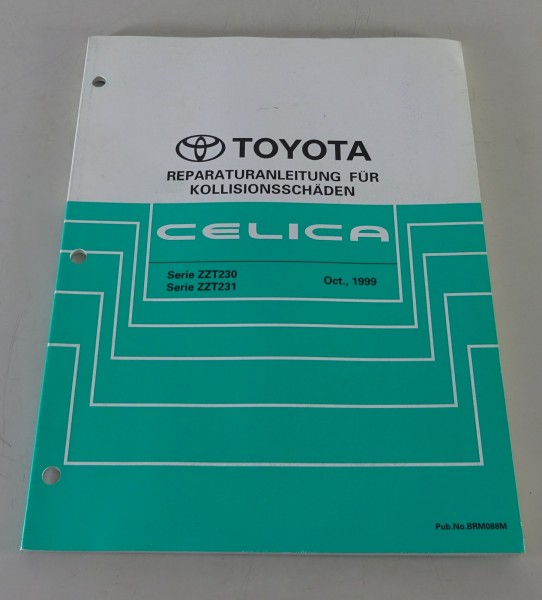 TOYOTA
REPARATURANLEITUNG FÜR
KOLLISIONSSCHÄDEN
CELICA
Serie ZZT230
Serie ZZT231
Oct., 1999
Pub.No.BRM088M